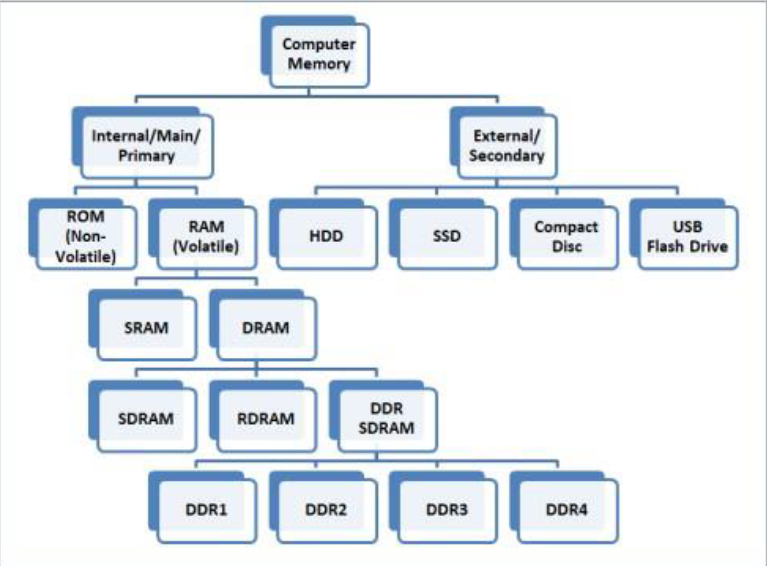 Computer
Memory
Internal/Main/
Primary
External/
Secondary
ROM
(Non-
Volatile)
RAM
(Volatile)
HDD
SSD
Compact
Disc
USB
Flash Drive
SRAM
DRAM
SDRAM
RDRAM
DDR
SDRAM
DDR1
DDR2
DDR3
DDR4